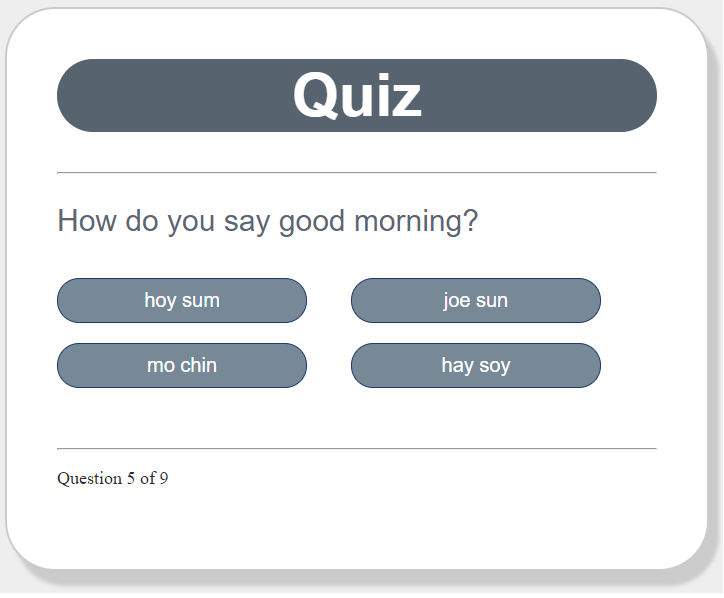 Quiz
How do you say good morning?
hoy sum
joe sun
mo chin
hay soy
Question 5 of 9